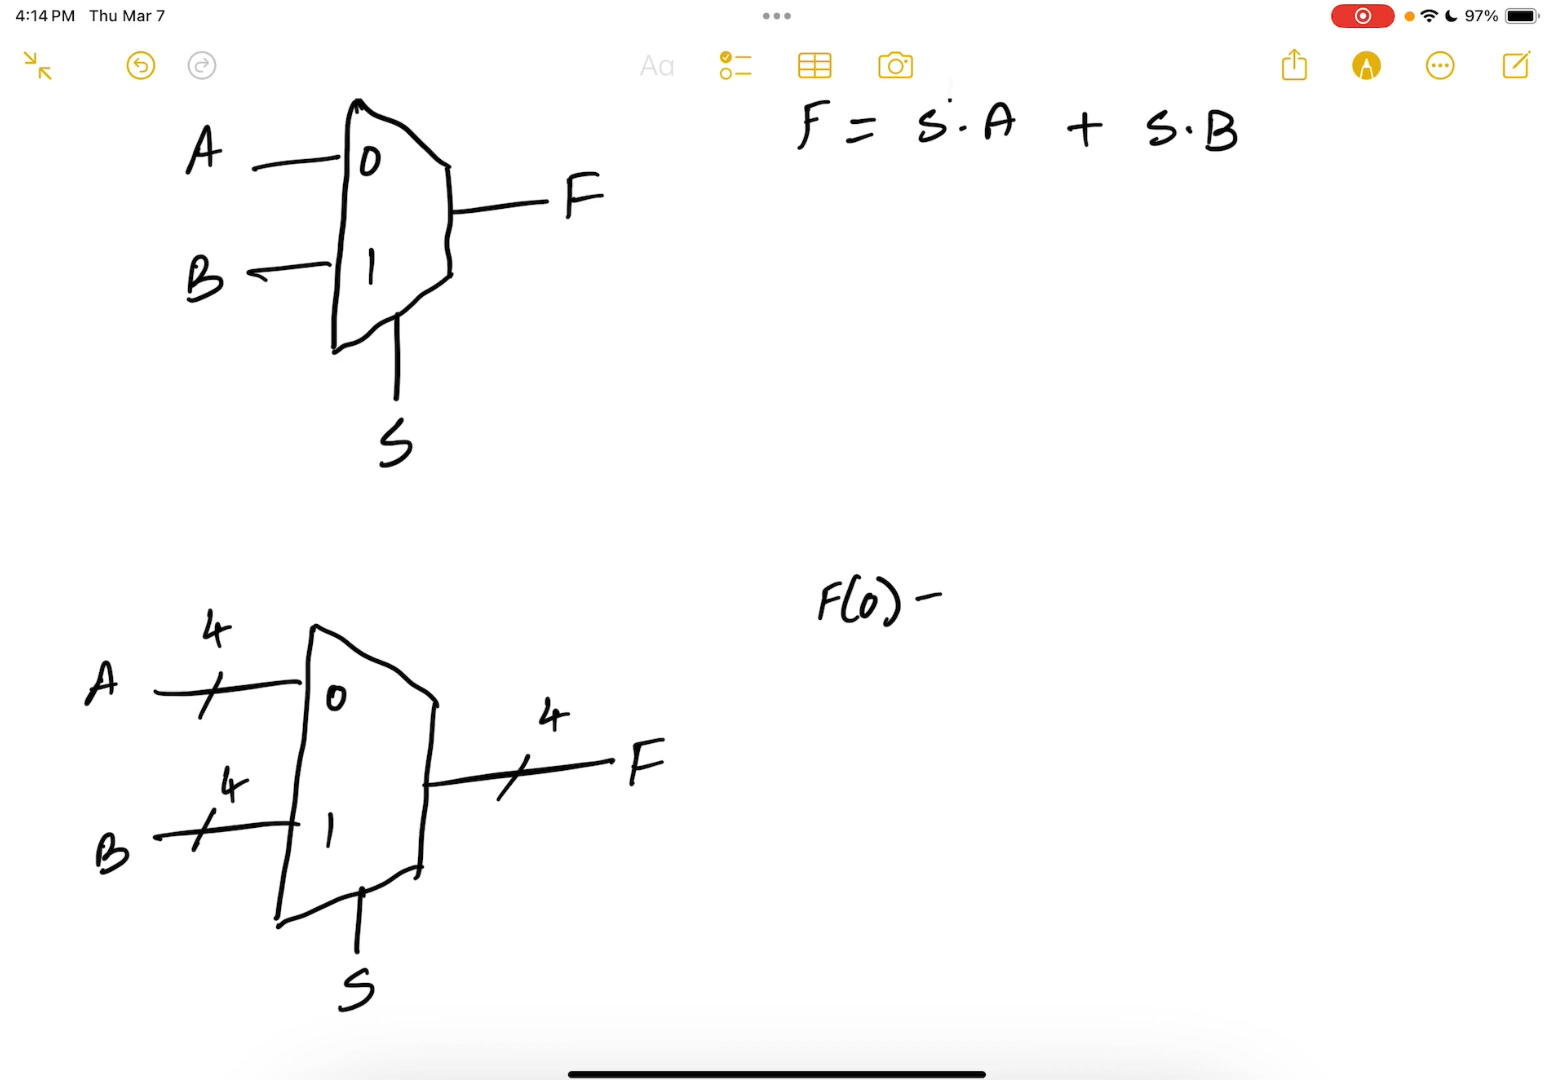 4:14 PM Thu Mar 7
97%
Aa
A
0
F
B
1
S
F = S'·A + S·B
4
A
0
4
F
4
B
1
S
F(0) -